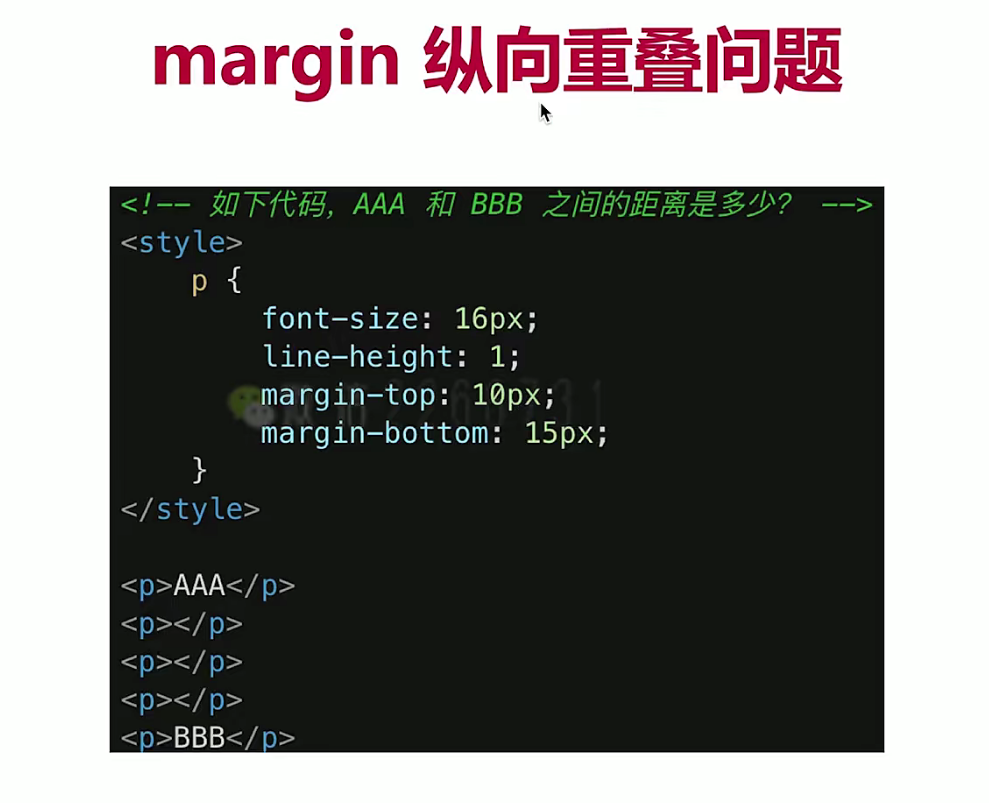 margin 纵向重叠问题
<!-- 如下代码, AAA 和 BBB 之间的距离是多少? -->
<style>
    p {
        font-size: 16px;
        line-height: 1;
        margin-top: 10px;
        margin-bottom: 15px;
    }
</style>

<p>AAA</p>
<p></p>
<p></p>
<p></p>
<p>BBB</p>